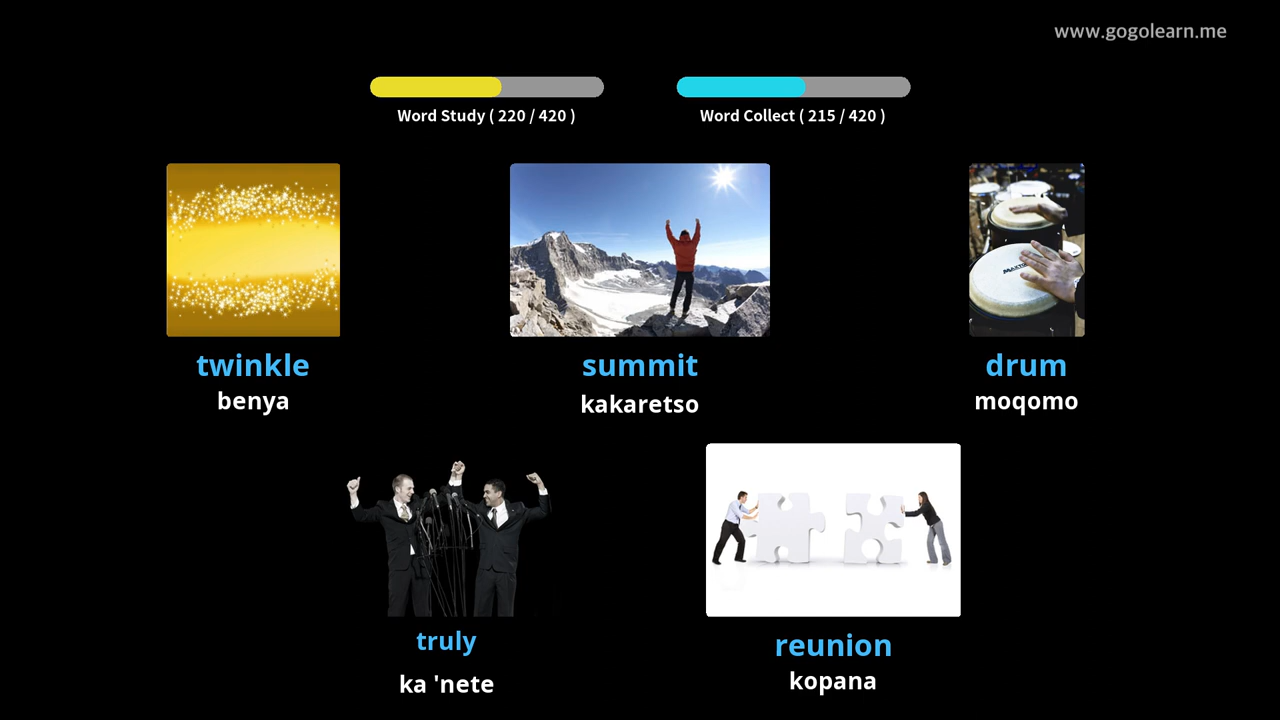 www.gogolearn.me
Word Study ( 220 / 420 )
Word Collect ( 215 / 420 )
twinkle
benya
summit
kakaretso
drum
moqomo
truly
ka 'nete
reunion
kopana